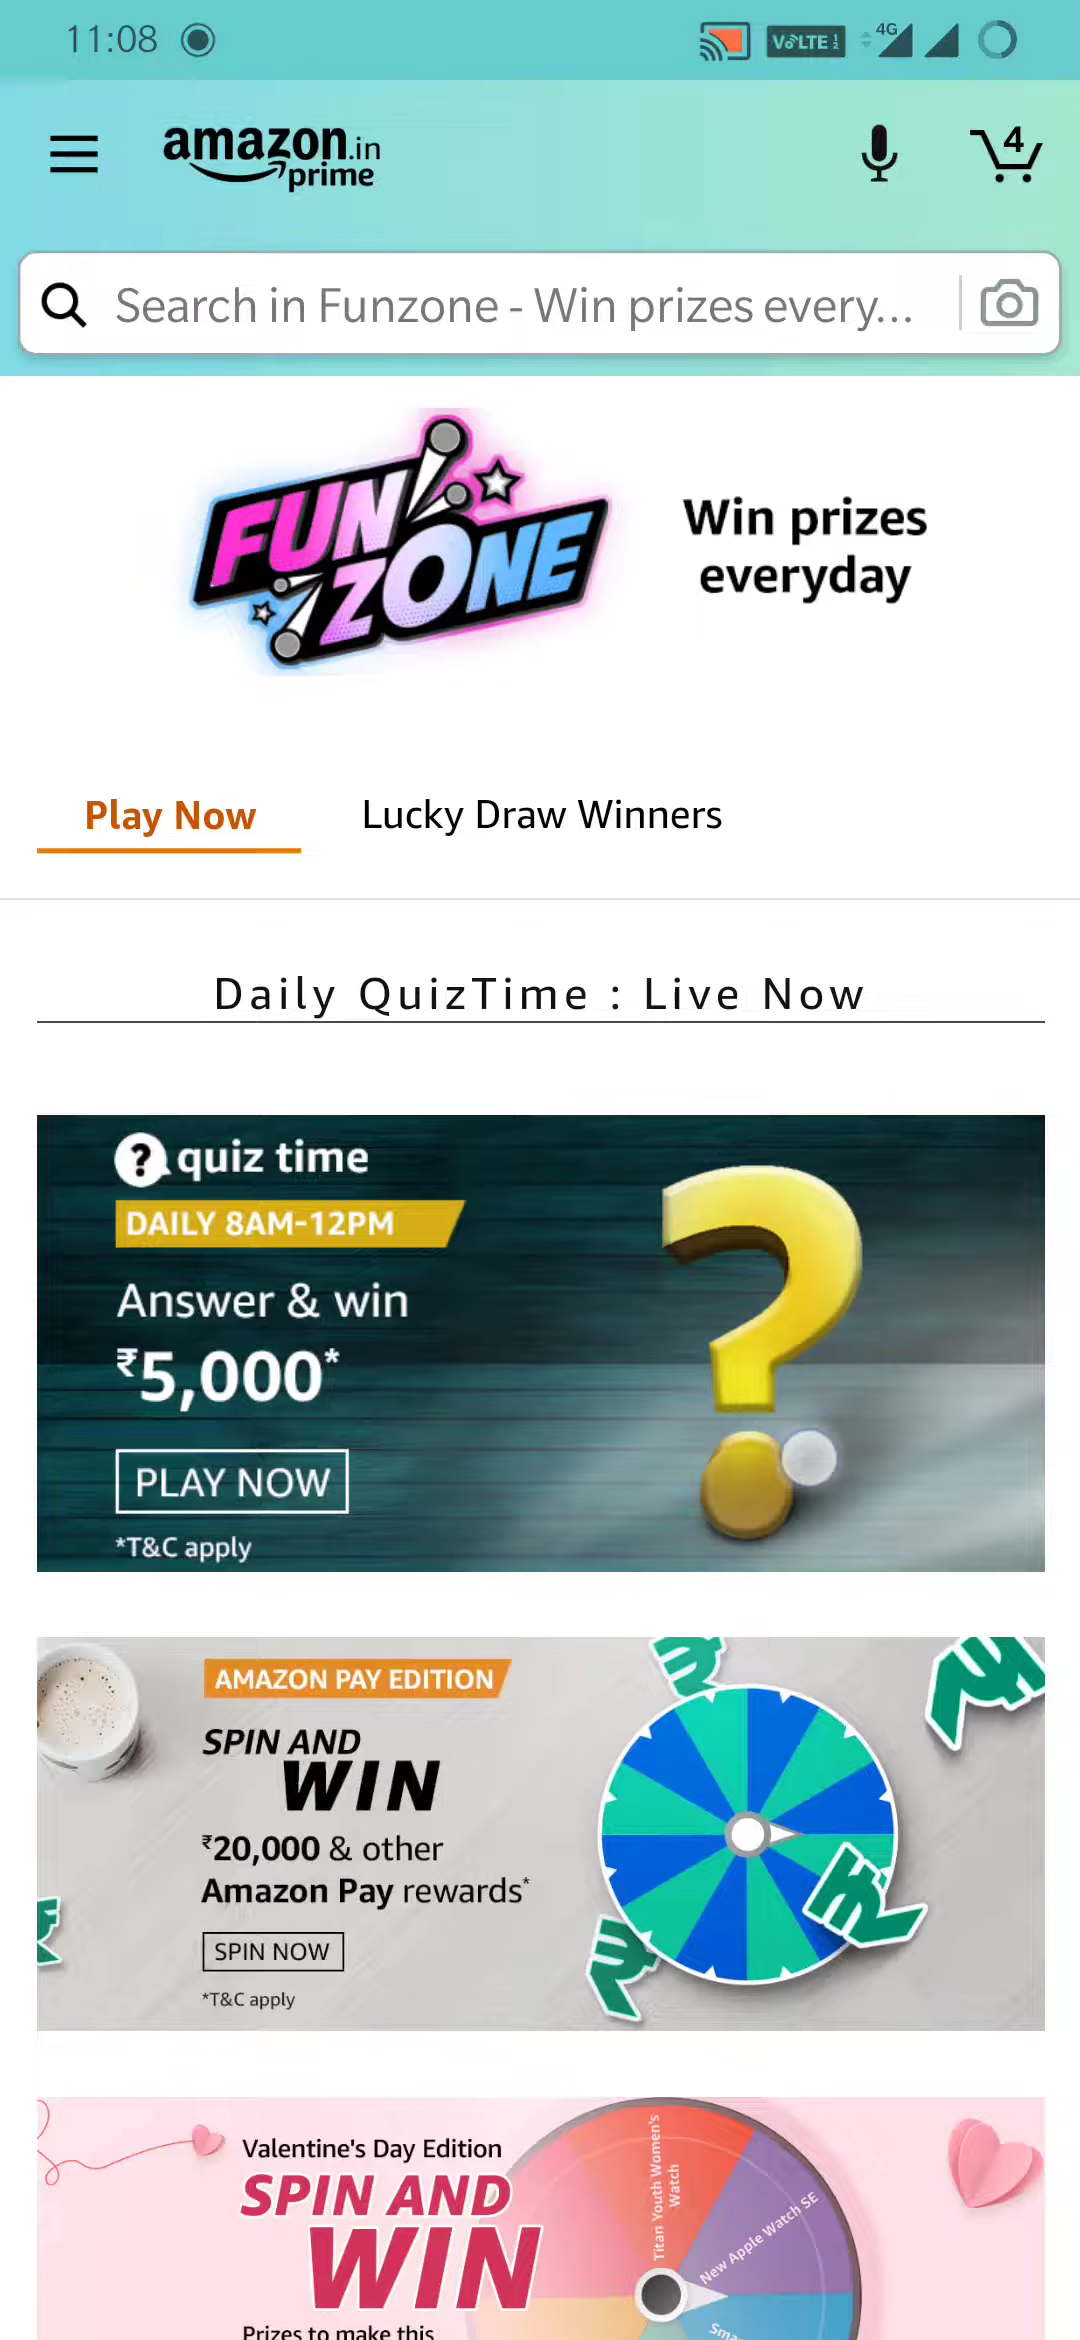 11:08
VoLTE 1 2
4G
amazon.in
prime
4
Search in Funzone - Win prizes every...
FUN
ZONE
Win prizes
everyday
Play Now
Lucky Draw Winners
Daily QuizTime : Live Now
? quiz time
DAILY 8AM-12PM
Answer & win
₹5,000*
PLAY NOW
*T&C apply
AMAZON PAY EDITION
SPIN AND
WIN
₹20,000 & other
Amazon Pay rewards*
SPIN NOW
*T&C apply
Valentine's Day Edition
SPIN AND
WIN
Prizes to make this
Titan Youth Women's
Watch
New Apple Watch SE